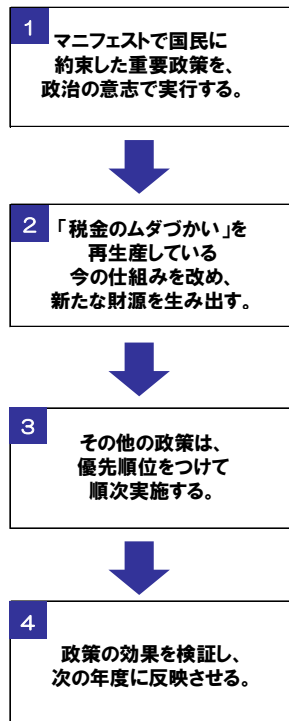 1
マニフェストで国民に
約束した重要政策を、
政治の意志で実行する。
2
「税金のムダづかい」を
再生産している
今の仕組みを改め、
新たな財源を生み出す。
3
その他の政策は、
優先順位をつけて
順次実施する。
4
政策の効果を検証し、
次の年度に反映させる。